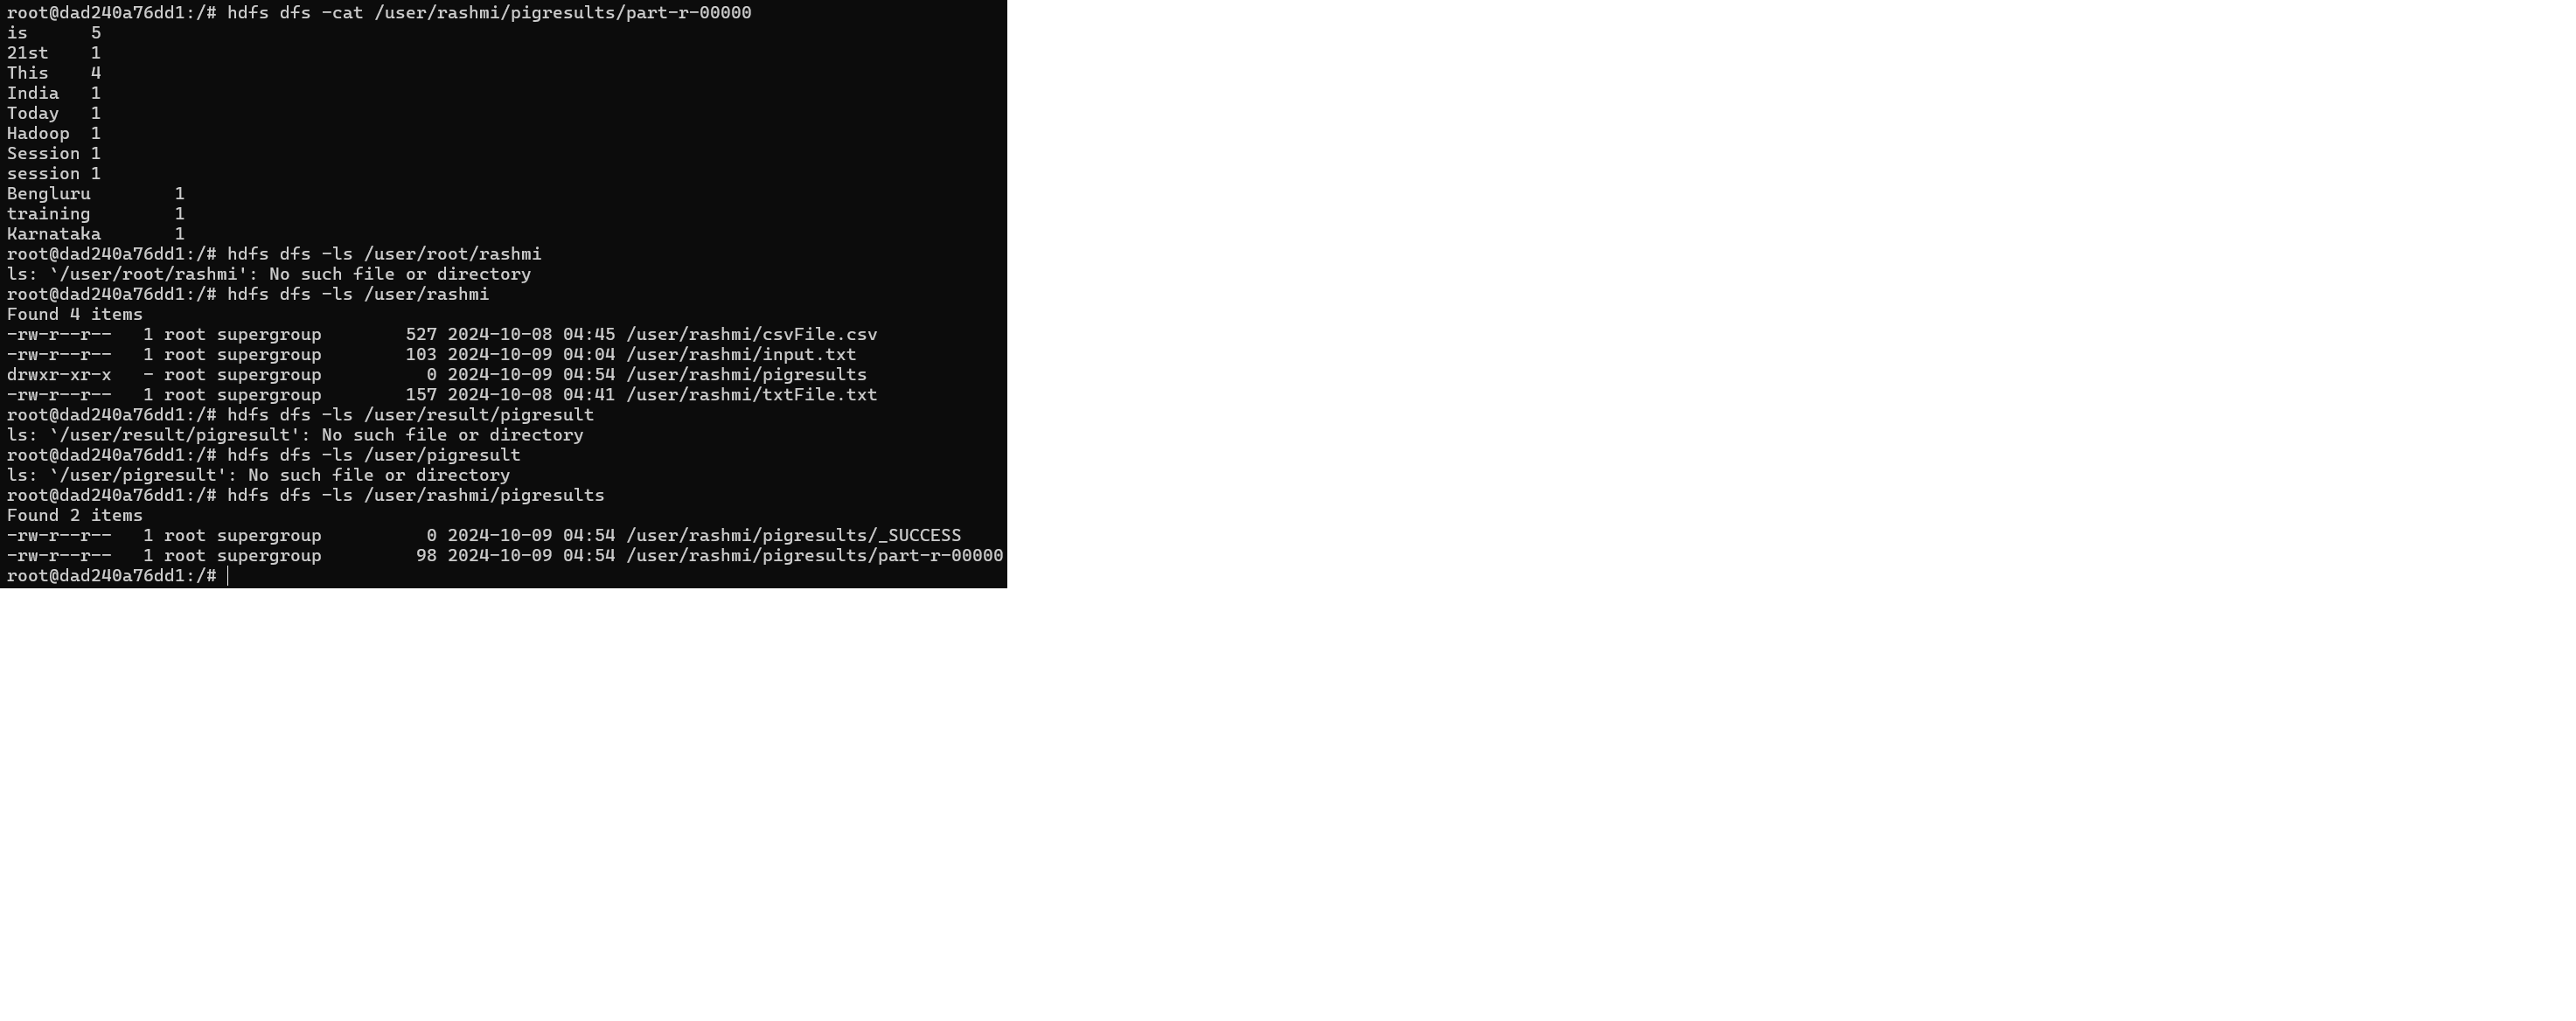 root@dad240a76dd1:/# hdfs dfs -cat /user/rashmi/pigresults/part-r-00000
is      5
21st    1
This    4
India   1
Today   1
Hadoop  1
Session 1
session 1
Bengluru        1
training        1
Karnataka       1
root@dad240a76dd1:/# hdfs dfs -ls /user/root/rashmi
ls: `/user/root/rashmi': No such file or directory
root@dad240a76dd1:/# hdfs dfs -ls /user/rashmi
Found 4 items
-rw-r--r--   1 root supergroup        527 2024-10-08 04:45 /user/rashmi/csvFile.csv
-rw-r--r--   1 root supergroup        103 2024-10-09 04:04 /user/rashmi/input.txt
drwxr-xr-x   - root supergroup          0 2024-10-09 04:54 /user/rashmi/pigresults
-rw-r--r--   1 root supergroup        157 2024-10-08 04:41 /user/rashmi/txtFile.txt
root@dad240a76dd1:/# hdfs dfs -ls /user/result/pigresult
ls: `/user/result/pigresult': No such file or directory
root@dad240a76dd1:/# hdfs dfs -ls /user/pigresult
ls: `/user/pigresult': No such file or directory
root@dad240a76dd1:/# hdfs dfs -ls /user/rashmi/pigresults
Found 2 items
-rw-r--r--   1 root supergroup          0 2024-10-09 04:54 /user/rashmi/pigresults/_SUCCESS
-rw-r--r--   1 root supergroup         98 2024-10-09 04:54 /user/rashmi/pigresults/part-r-00000
root@dad240a76dd1:/#